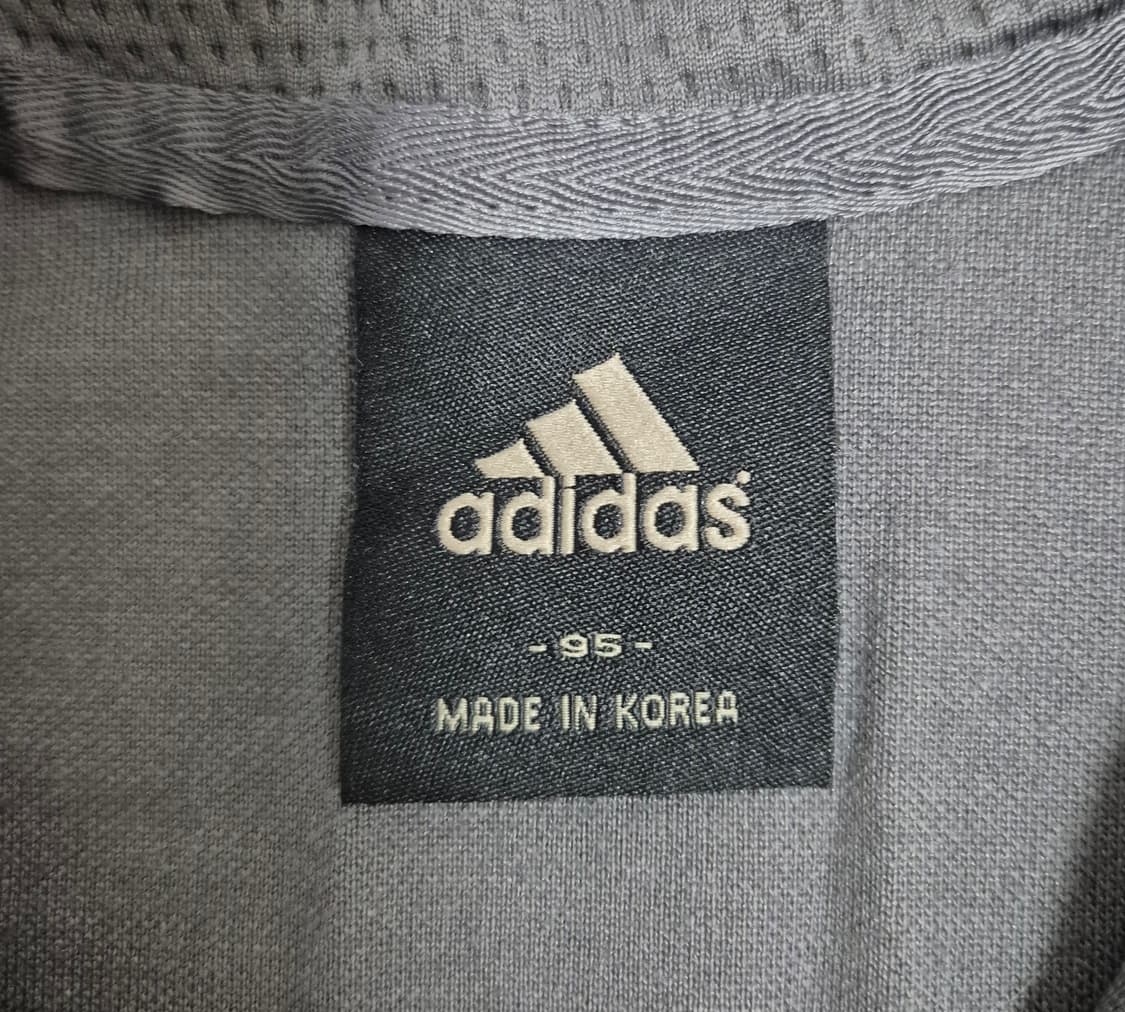 adidas
- 95 -
MADE IN KOREA